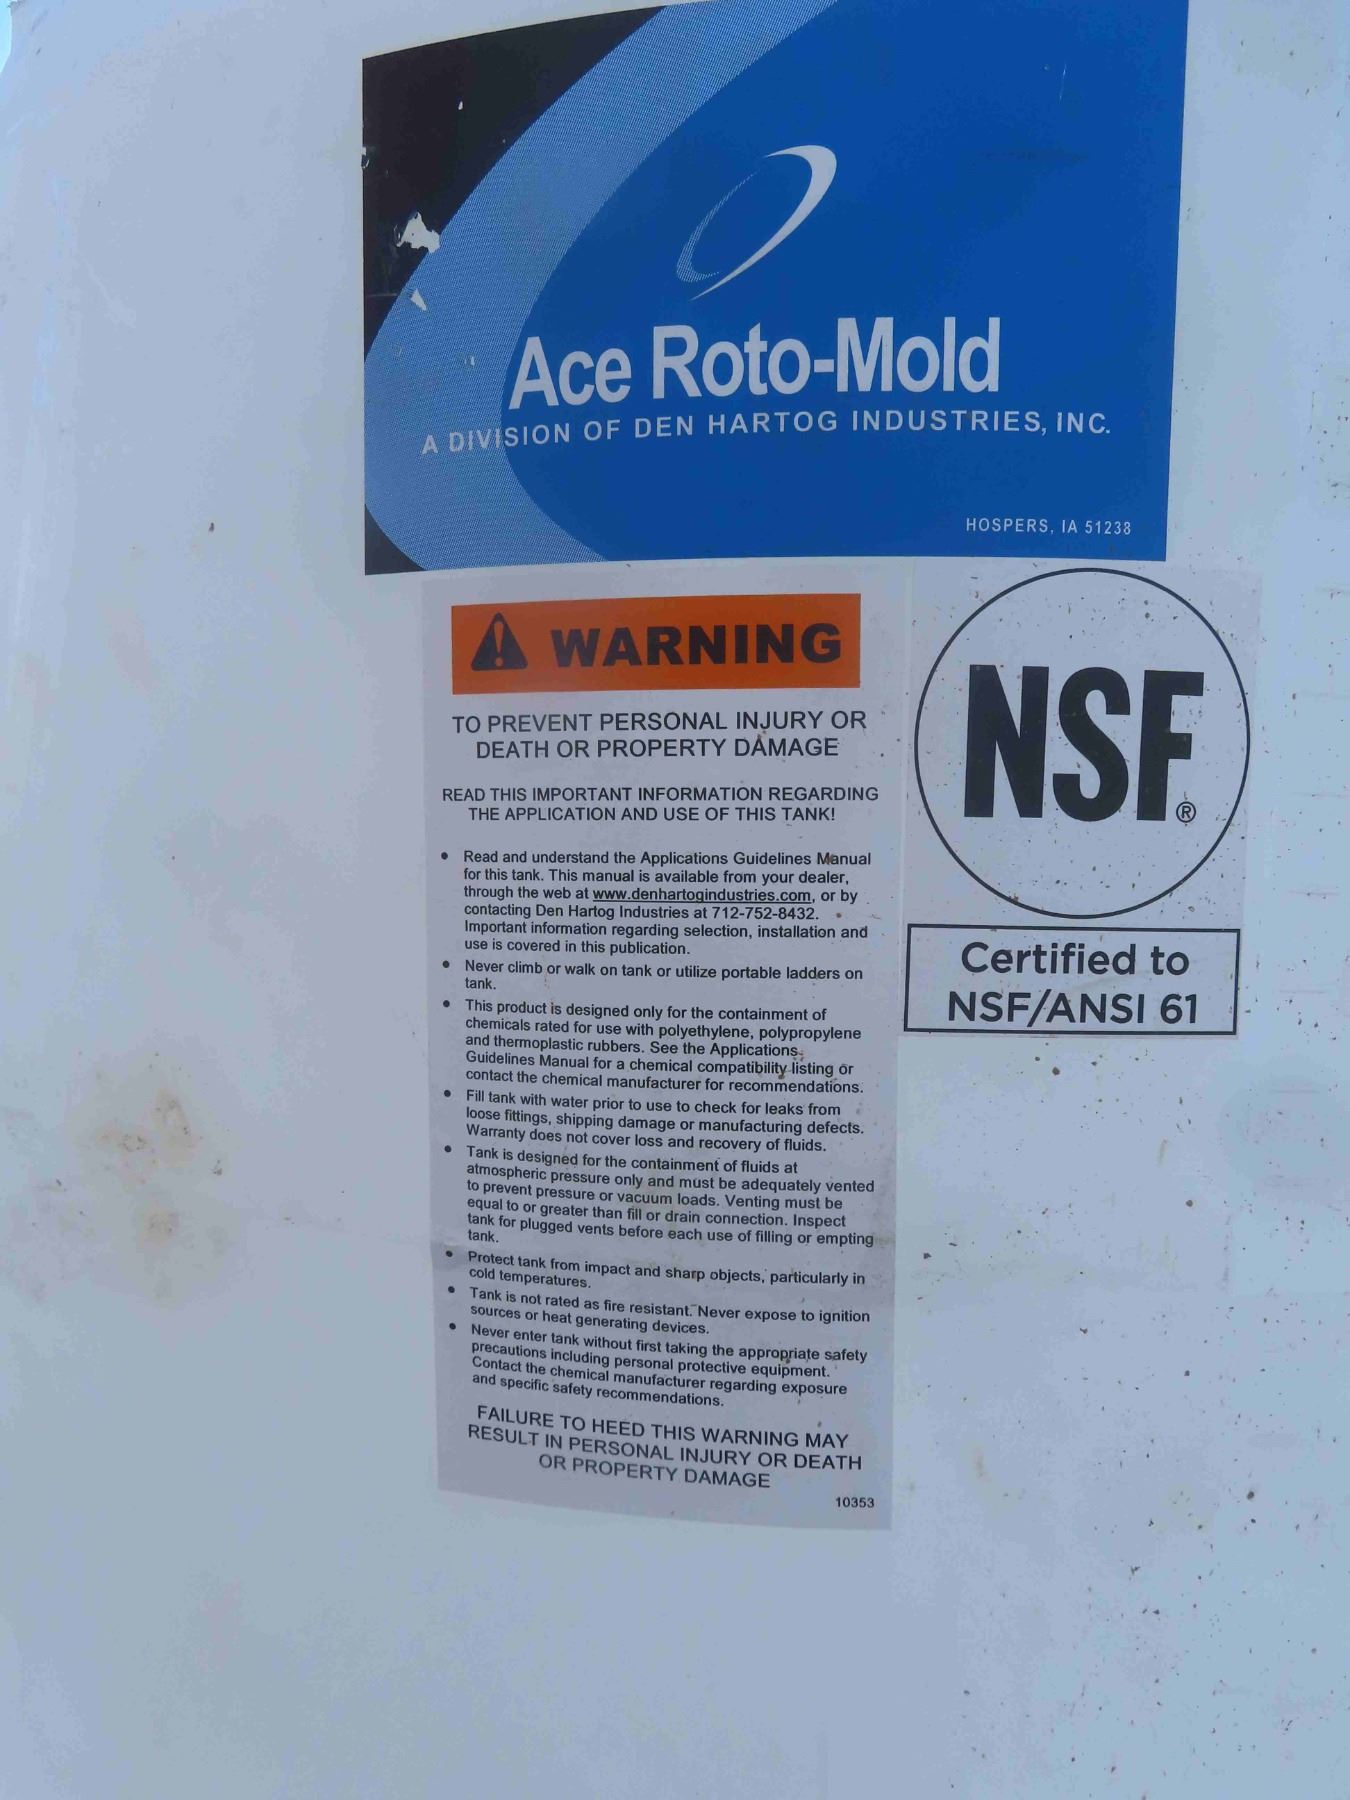 Ace Roto-Mold
A DIVISION OF DEN HARTOG INDUSTRIES, INC.
HOSPERS, IA 51238
WARNING
TO PREVENT PERSONAL INJURY OR
DEATH OR PROPERTY DAMAGE
READ THIS IMPORTANT INFORMATION REGARDING
THE APPLICATION AND USE OF THIS TANK!
• Read and understand the Applications Guidelines Manual
for this tank. This manual is available from your dealer,
through the web at www.denhartogindustries.com, or by
contacting Den Hartog Industries at 712-752-8432.
Important information regarding selection, installation and
use is covered in this publication.
• Never climb or walk on tank or utilize portable ladders on
tank.
• This product is designed only for the containment of
chemicals rated for use with polyethylene, polypropylene
and thermoplastic rubbers. See the Applications
Guidelines Manual for a chemical compatibility listing or
contact the chemical manufacturer for recommendations.
• Fill tank with water prior to use to check for leaks from
loose fittings, shipping damage or manufacturing defects.
Warranty does not cover loss and recovery of fluids.
• Tank is designed for the containment of fluids at
atmospheric pressure only and must be adequately vented
to prevent pressure or vacuum loads. Venting must be
equal to or greater than fill or drain connection. Inspect
tank for plugged vents before each use of filling or empting
tank.
• Protect tank from impact and sharp objects, particularly in
cold temperatures.
• Tank is not rated as fire resistant. Never expose to ignition
sources or heat generating devices.
• Never enter tank without first taking the appropriate safety
precautions including personal protective equipment.
Contact the chemical manufacturer regarding exposure
and specific safety recommendations.
FAILURE TO HEED THIS WARNING MAY
RESULT IN PERSONAL INJURY OR DEATH
OR PROPERTY DAMAGE
10353
NSF®
Certified to
NSF/ANSI 61